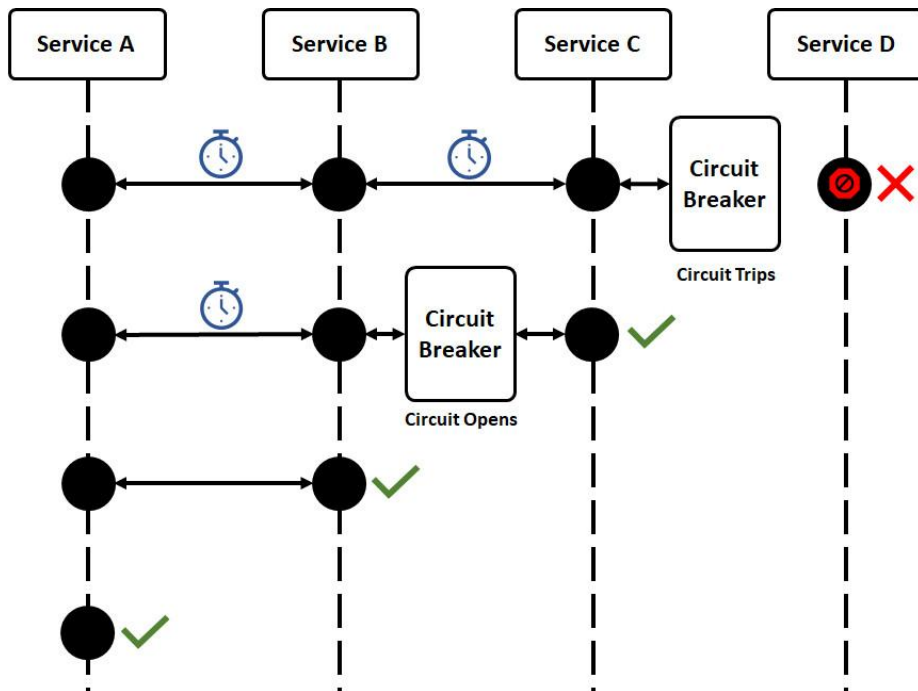 Service A
Service B
Service C
Service D
Circuit
Breaker
Circuit Trips
Circuit
Breaker
Circuit Opens